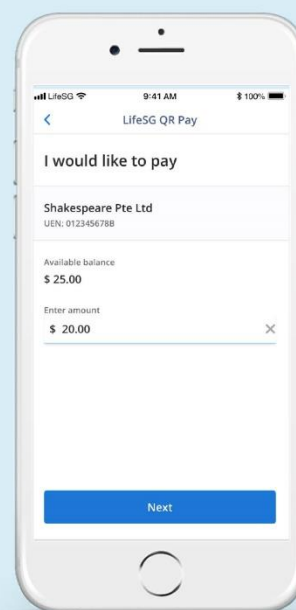 LifeSG 9:41 AM 100%
LifeSG QR Pay
I would like to pay
Shakespeare Pte Ltd
UEN: 012345678B
Available balance
$ 25.00
Enter amount
$ 20.00
Next